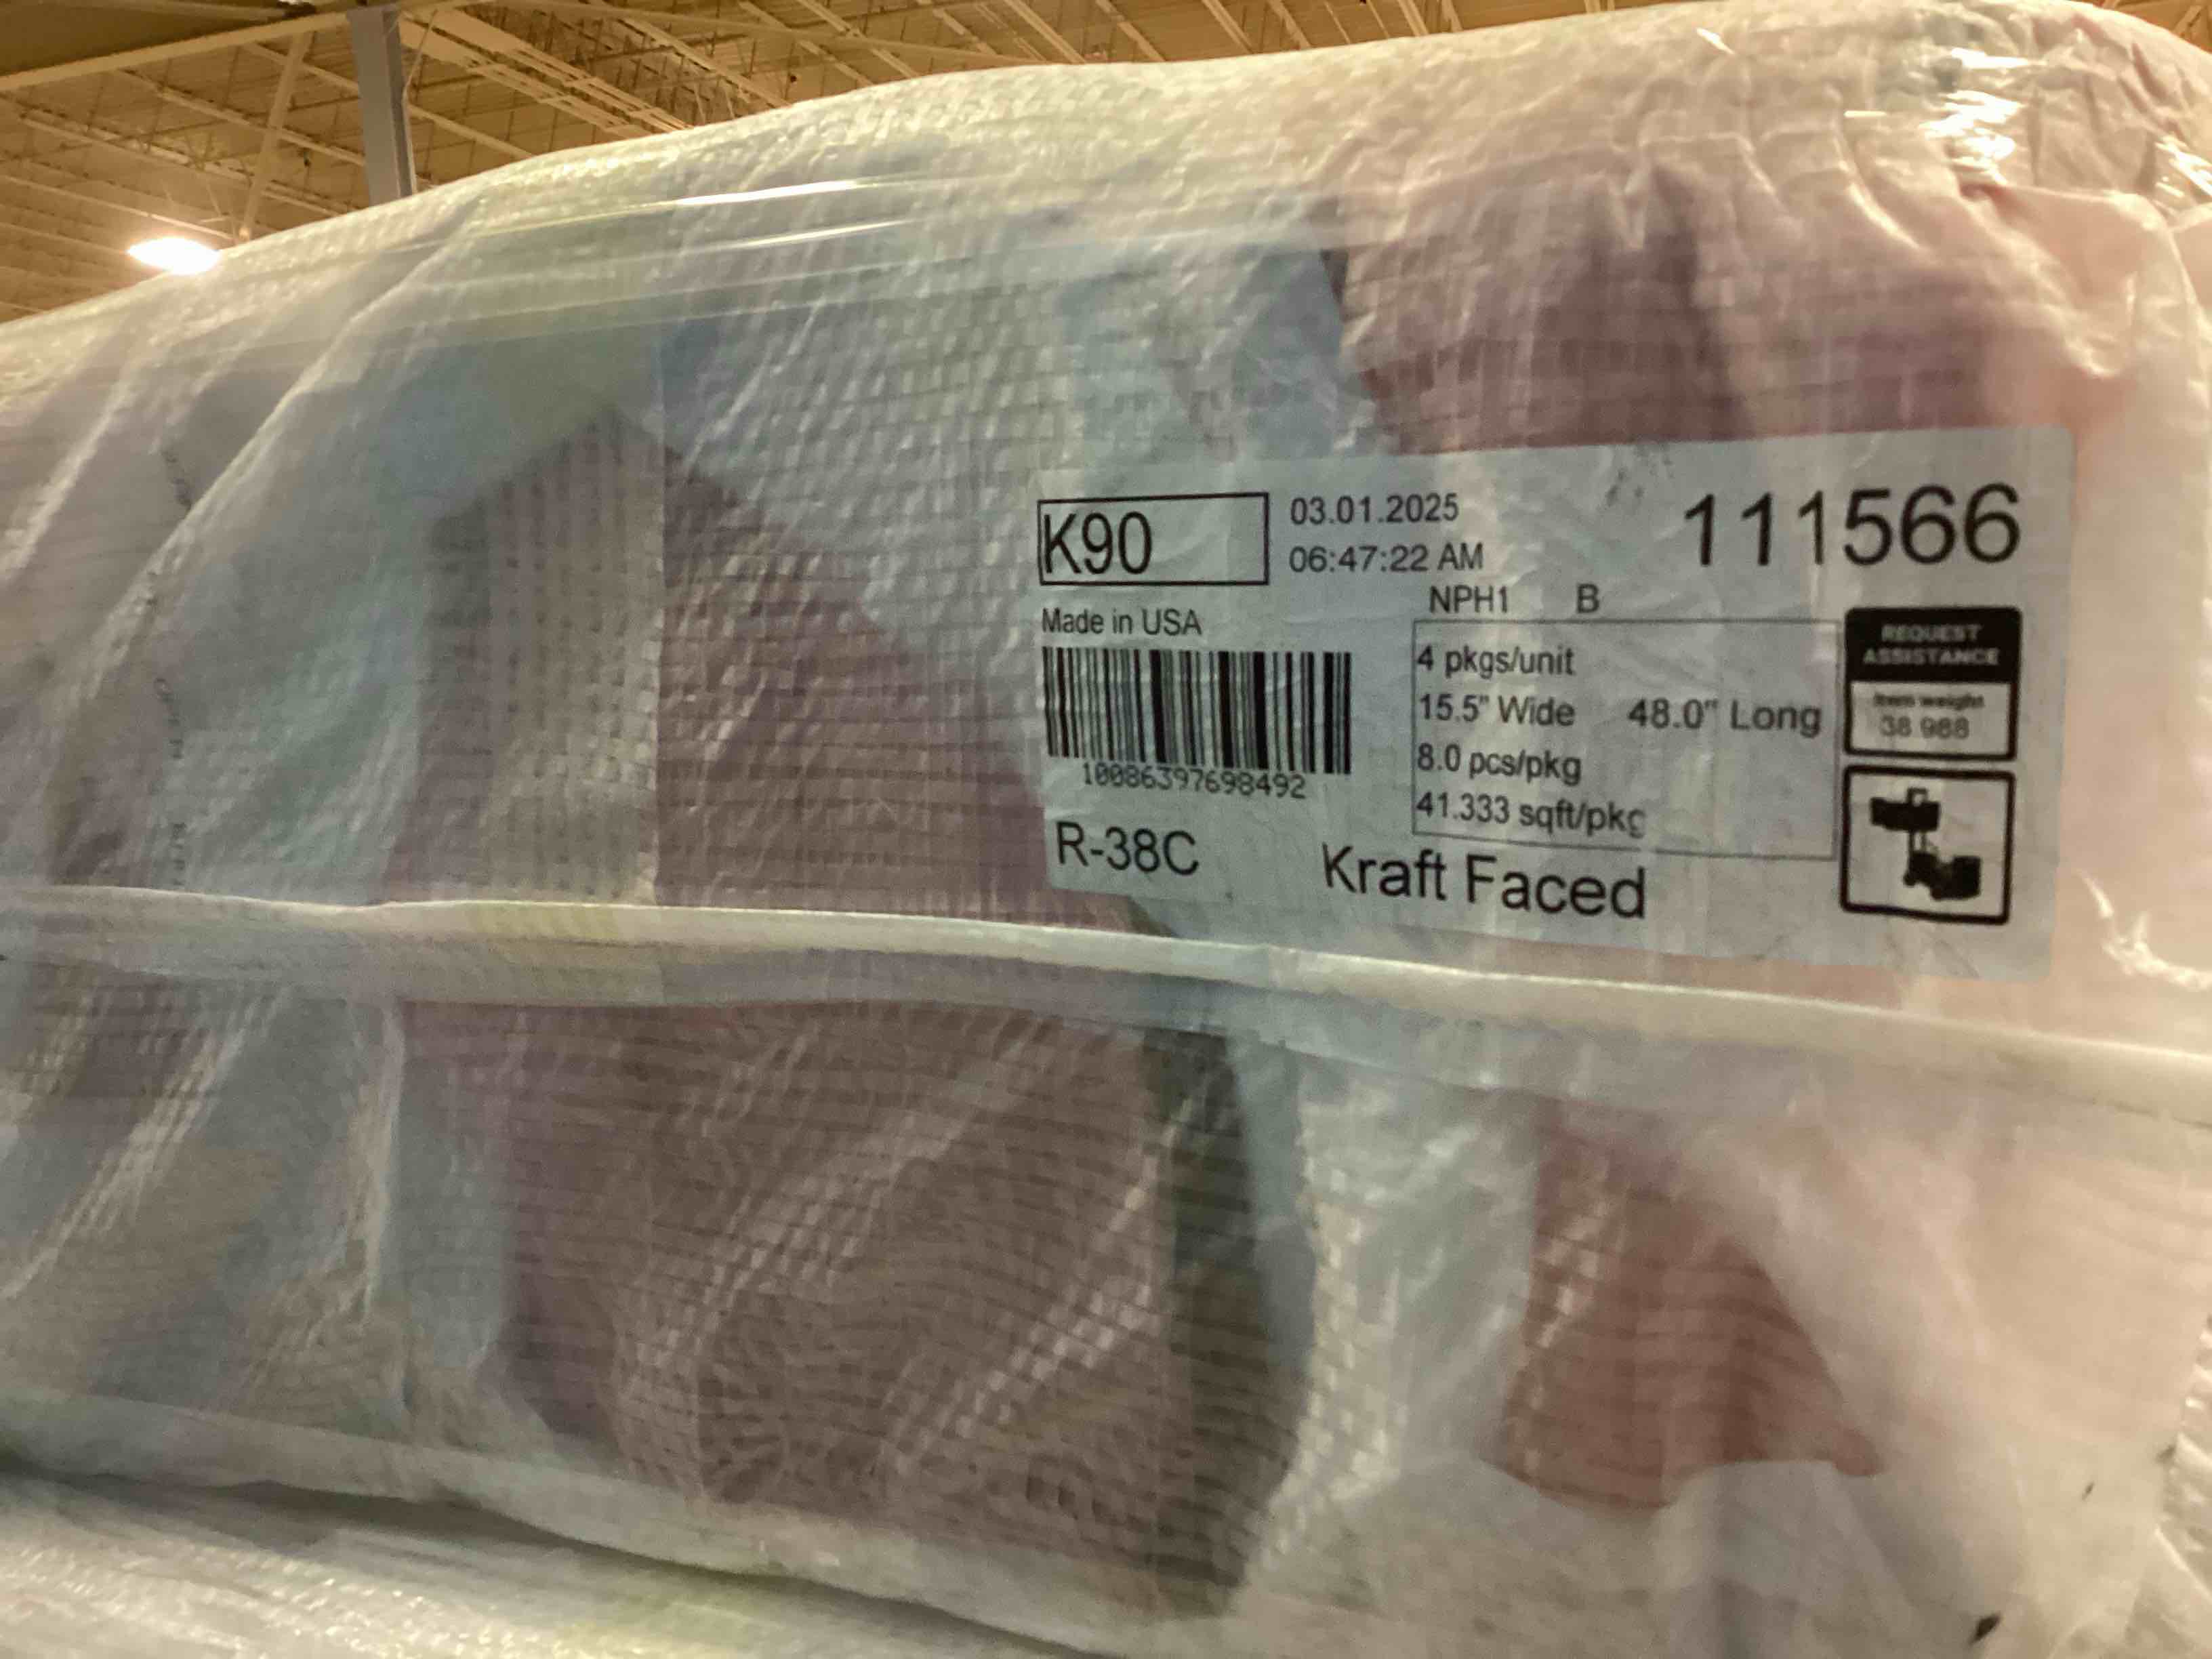 K90
03.01.2025
06:47:22 AM
111566
NPH1 B
Made in USA
10086397698492
4 pkgs/unit
15.5" Wide 48.0" Long
8.0 pcs/pkg
41.333 sqft/pkg
REQUEST
ASSISTANCE
Item weight
38.988
R-38C
Kraft Faced